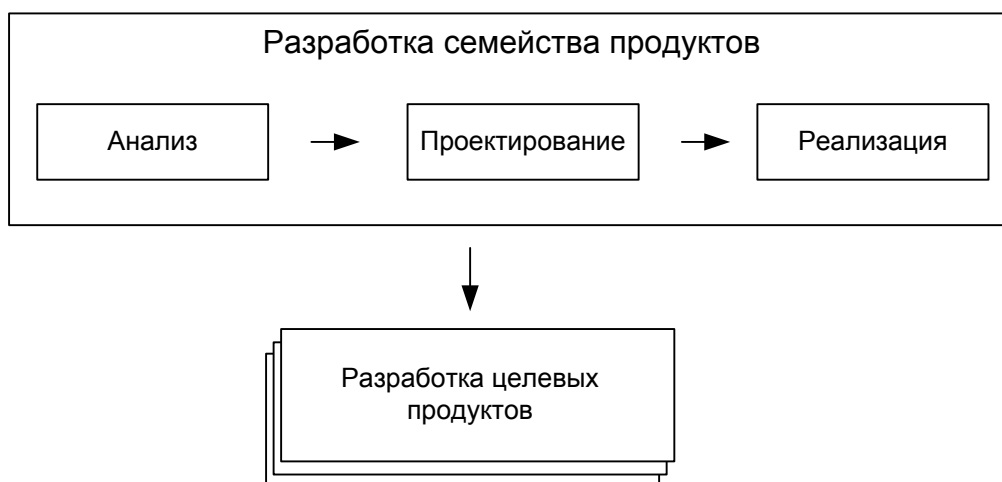 Разработка семейства продуктов
Анализ
Проектирование
Реализация
Разработка целевых
продуктов